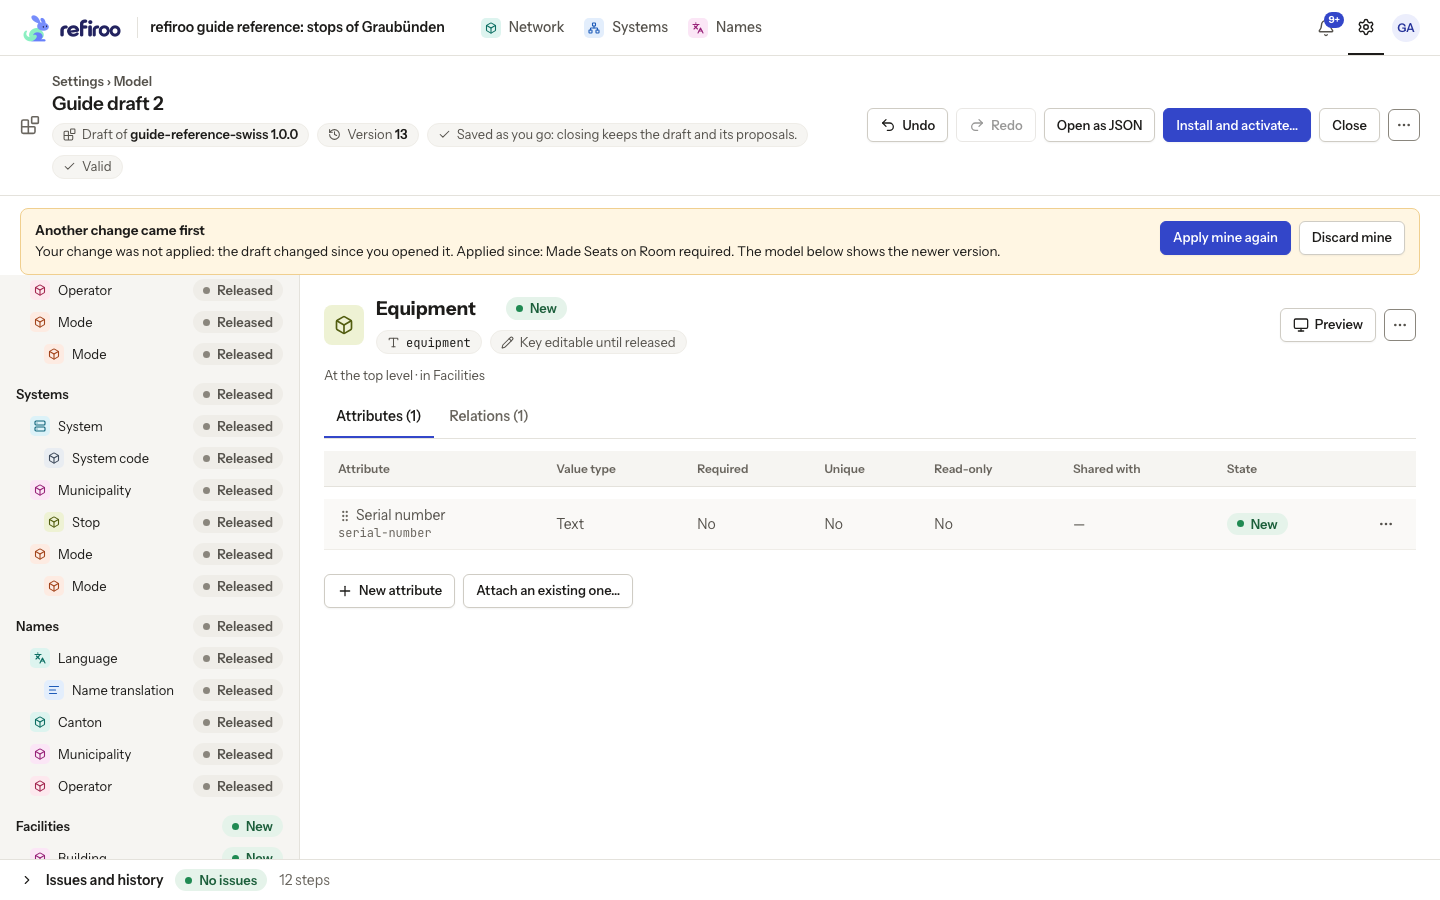 refiroo
refiroo guide reference: stops of Graubünden
Network
Systems
Names
9+
GA
Settings › Model
Guide draft 2
Draft of guide-reference-swiss 1.0.0
Version 13
Saved as you go: closing keeps the draft and its proposals.
Valid
Undo
Redo
Open as JSON
Install and activate...
Close
Another change came first
Your change was not applied: the draft changed since you opened it. Applied since: Made Seats on Room required. The model below shows the newer version.
Apply mine again
Discard mine
Operator Released
Mode Released
Mode Released
Systems Released
System Released
System code Released
Municipality Released
Stop Released
Mode Released
Mode Released
Names Released
Language Released
Name translation Released
Canton Released
Municipality Released
Operator Released
Facilities New
Building New
Equipment
New
equipment
Key editable until released
Preview
At the top level · in Facilities
Attributes (1)
Relations (1)
Attribute Value type Required Unique Read-only Shared with State
Serial number
serial-number
Text No No No — New
New attribute
Attach an existing one...
Issues and history
No issues
12 steps